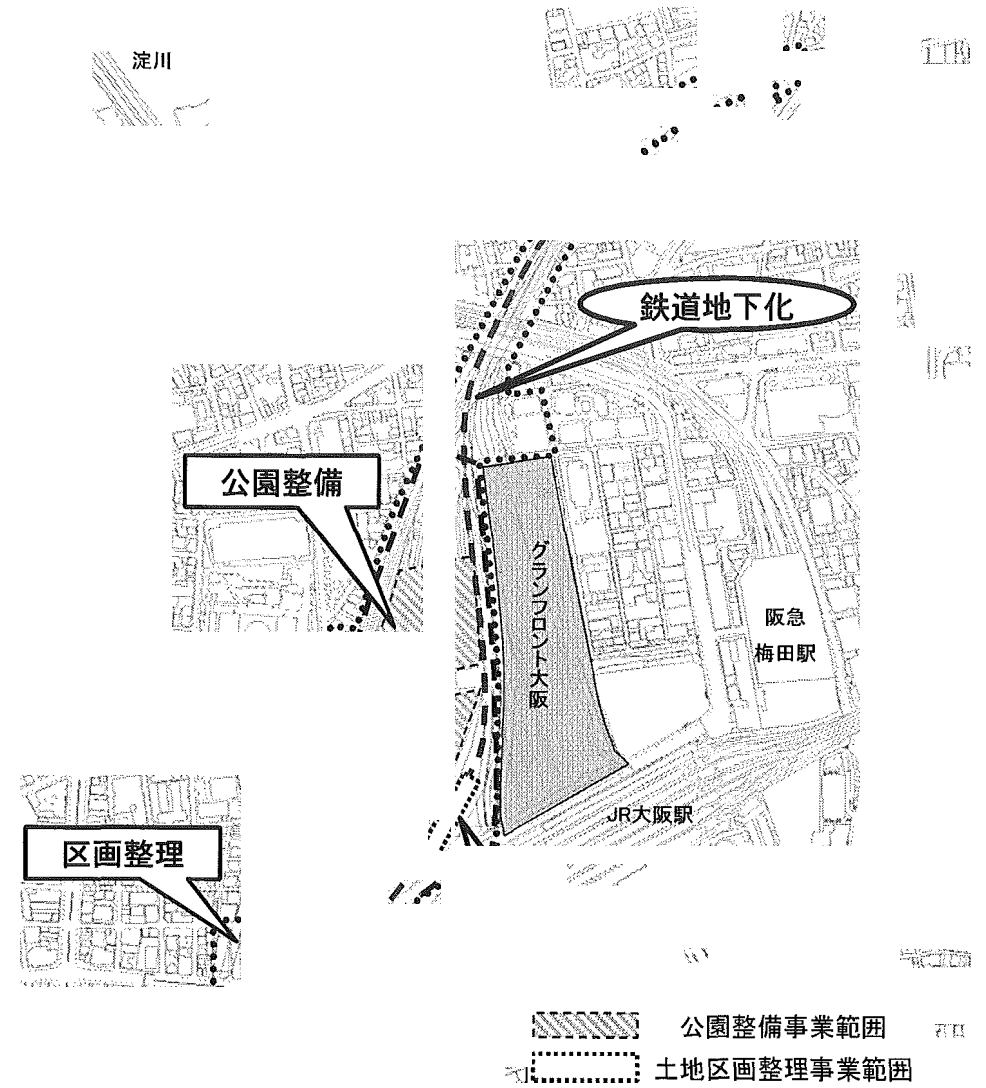 淀川
鉄道地下化
公園整備
グランフロント大阪
阪急
梅田駅
JR大阪駅
区画整理
公園整備事業範囲
土地区画整理事業範囲